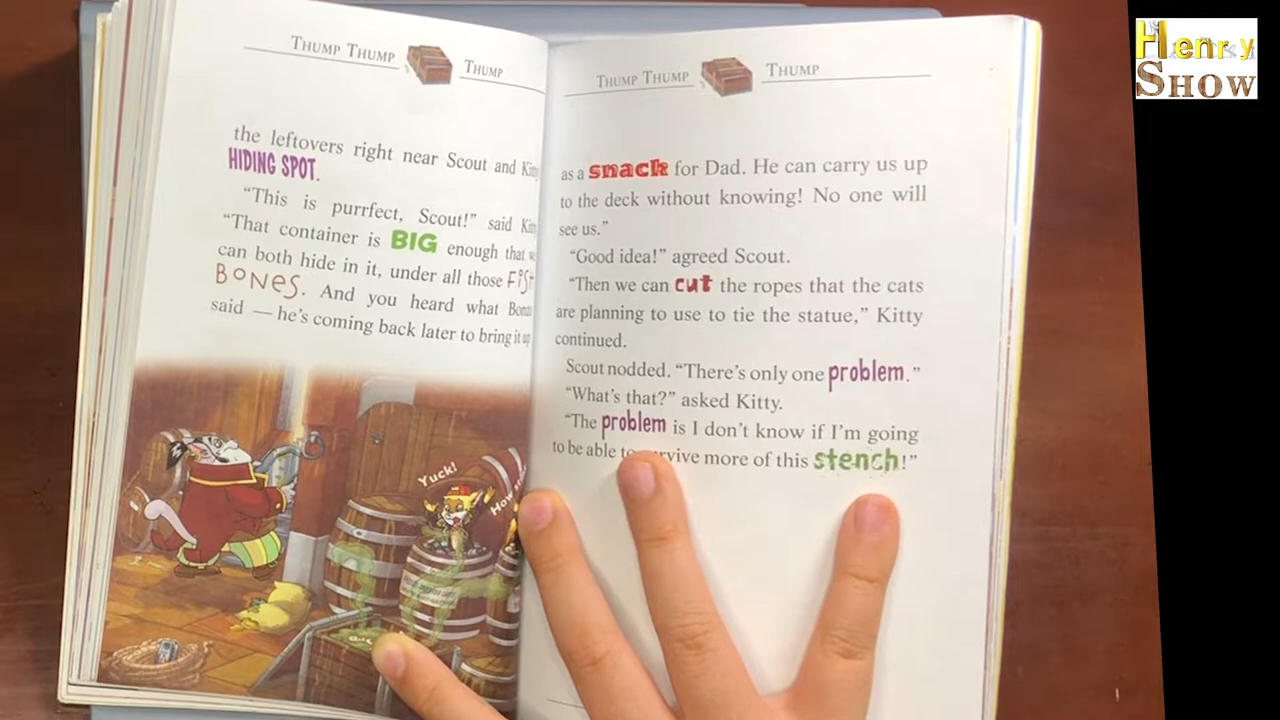 THUMP THUMP THUMP
the leftovers right near Scout and
HIDING SPOT.
“This is purrfect, Scout!” said
“That container is BIG enough that
can both hide in it, under all those
BONES. And you heard what
said — he’s coming back later to bring it up
Yuck!
THUMP THUMP THUMP
as a snack for Dad. He can carry us up
to the deck without knowing! No one will
see us.”
“Good idea!” agreed Scout.
“Then we can cut the ropes that the cats
are planning to use to tie the statue,” Kitty
continued.
Scout nodded. “There’s only one problem.”
“What’s that?” asked Kitty.
“The problem is I don’t know if I’m going
to be able to survive more of this stench!”
Henry
SHOW